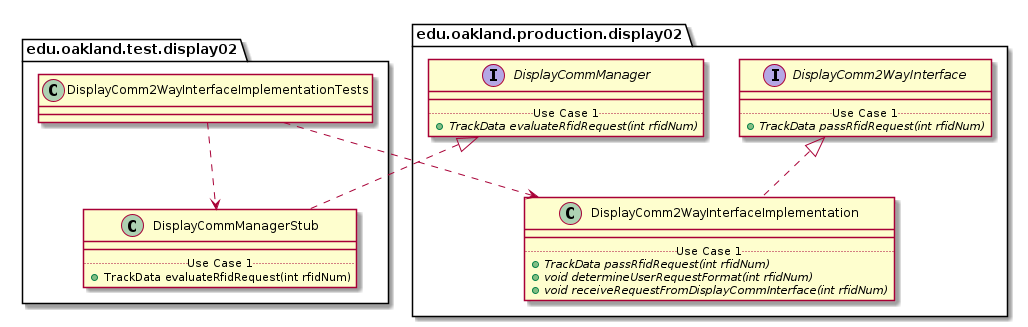 edu.oakland.test.display02
C DisplayComm2WayInterfaceImplementationTests
C DisplayCommManagerStub
Use Case 1
TrackData evaluateRfidRequest(int rfidNum)
edu.oakland.production.display02
I DisplayCommManager
Use Case 1
TrackData evaluateRfidRequest(int rfidNum)
I DisplayComm2WayInterface
Use Case 1
TrackData passRfidRequest(int rfidNum)
C DisplayComm2WayInterfaceImplementation
Use Case 1
TrackData passRfidRequest(int rfidNum)
void determineUserRequestFormat(int rfidNum)
void receiveRequestFromDisplayCommInterface(int rfidNum)